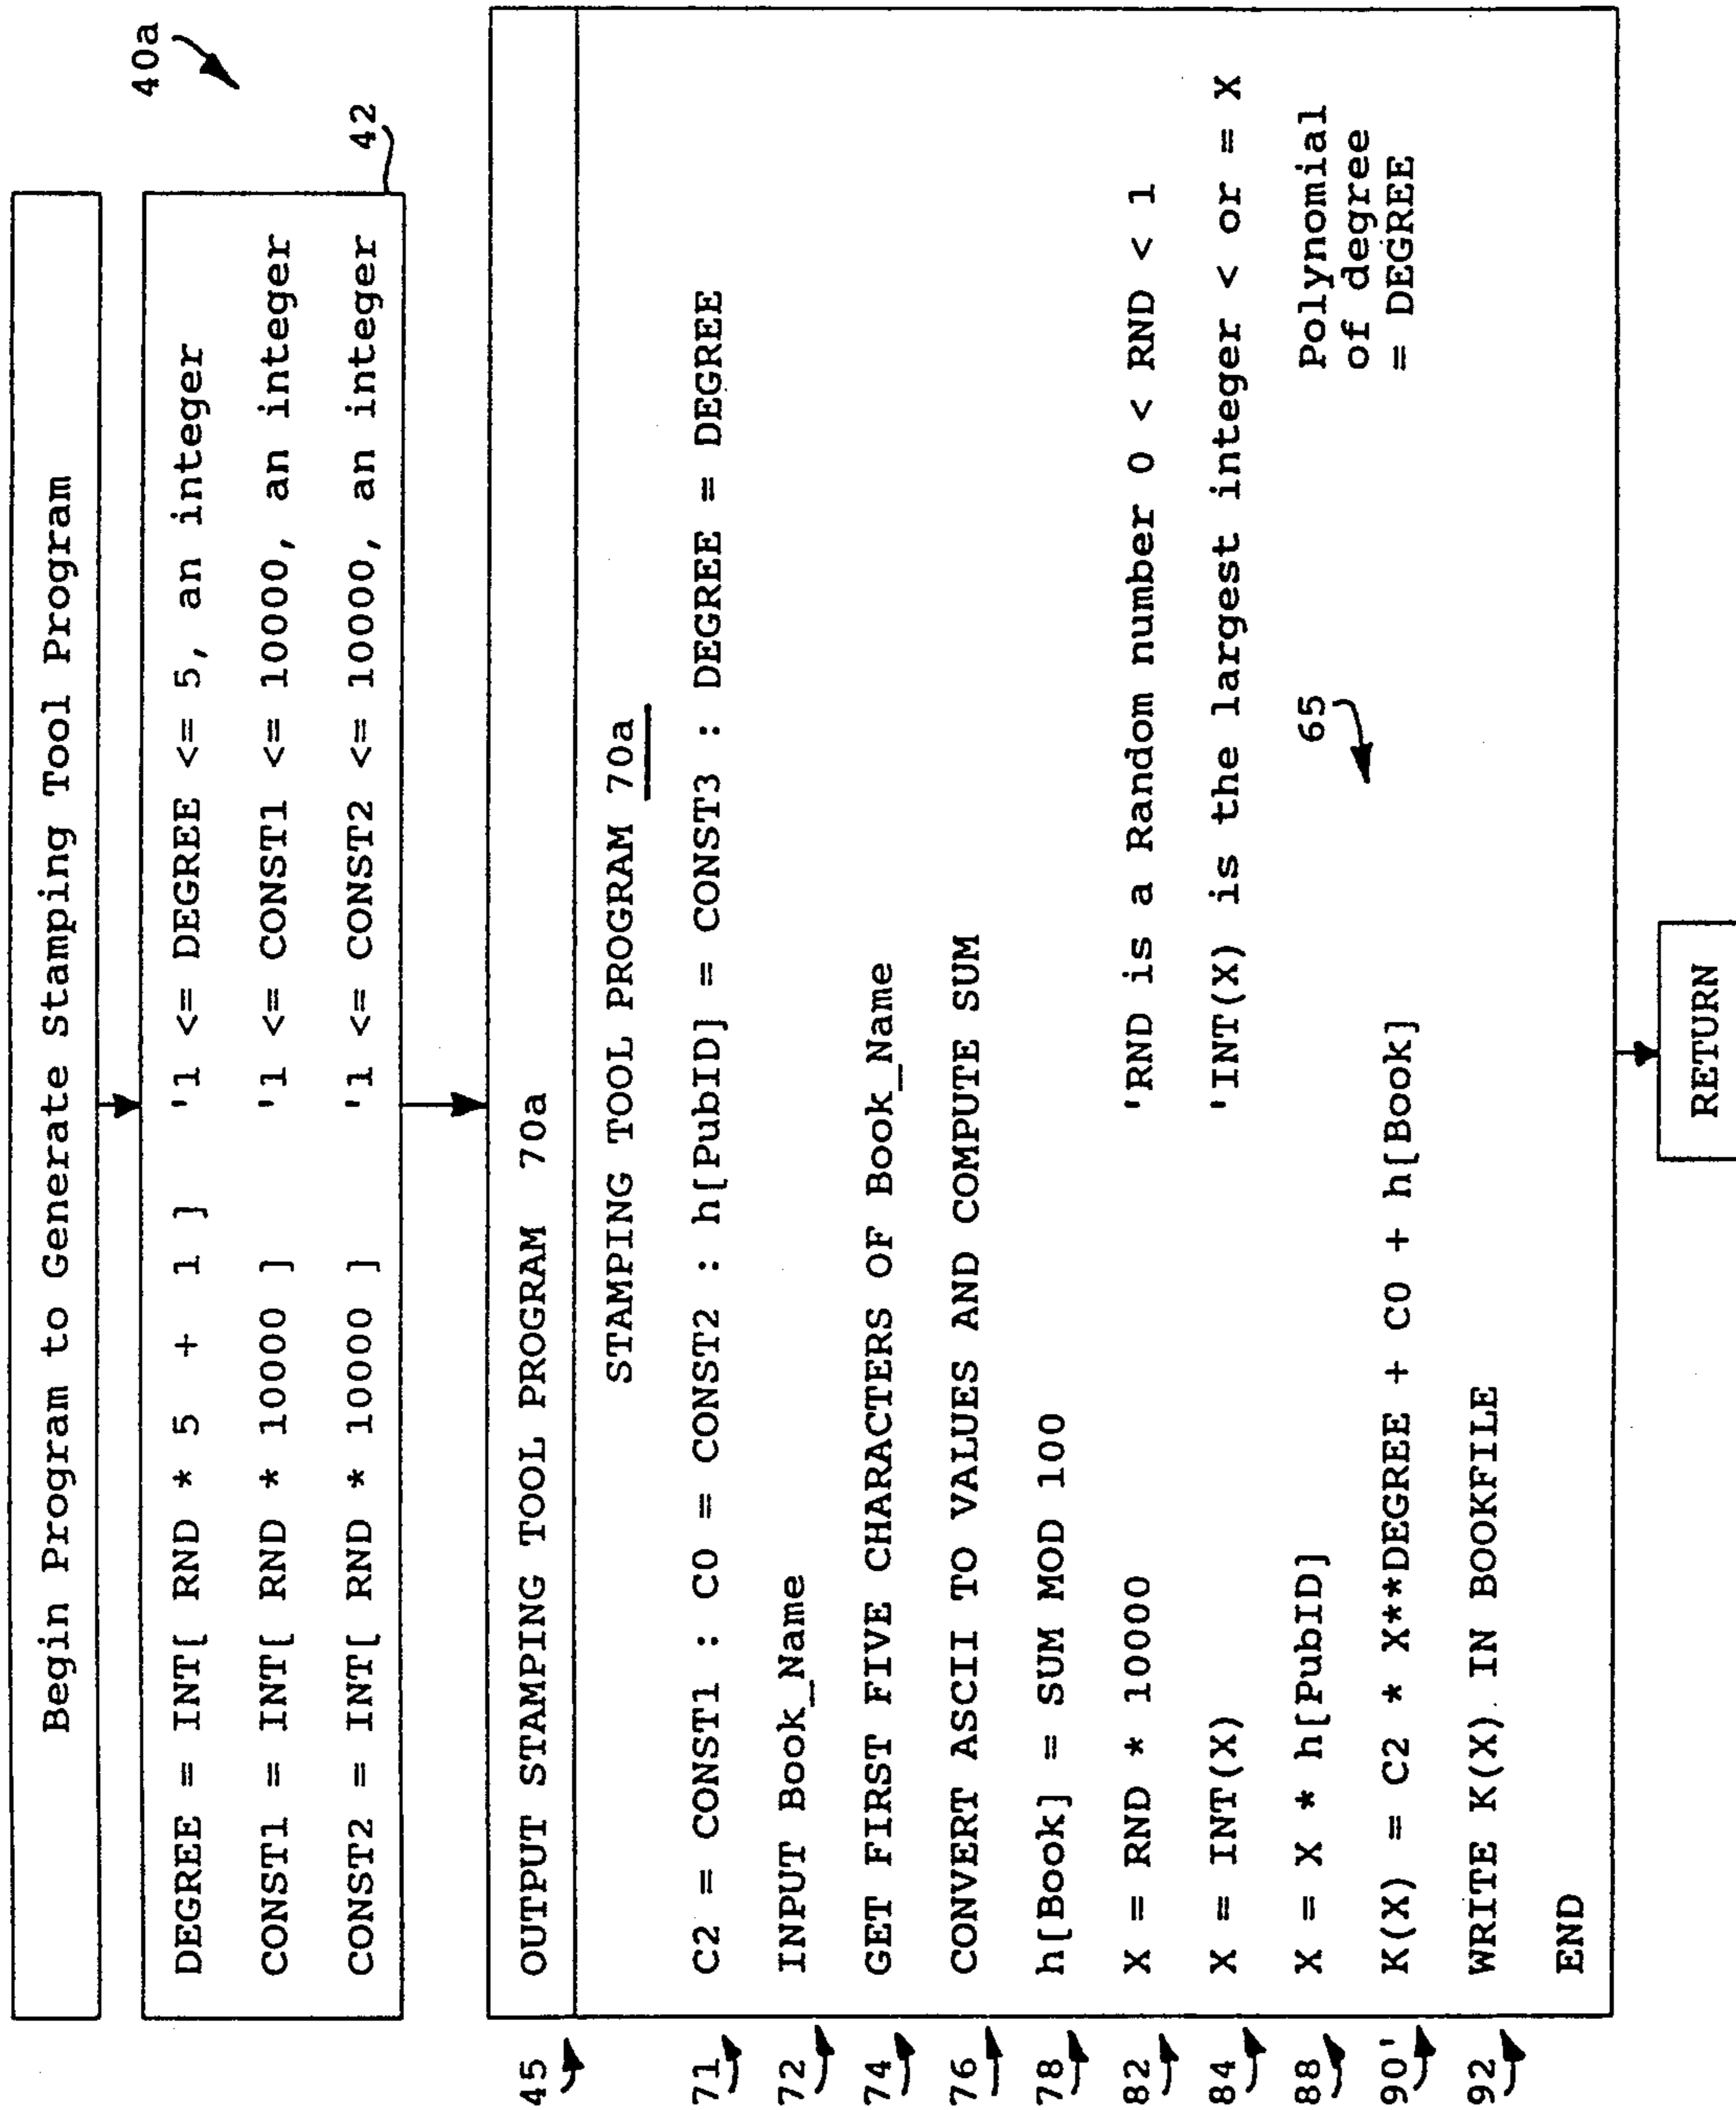 40a
Begin Program to Generate Stamping Tool Program
42
DEGREE = INT[ RND * 5 + 1 ] '1 <= DEGREE <= 5, an integer
CONST1 = INT[ RND * 10000 ] '1 <= CONST1 <= 10000, an integer
CONST2 = INT[ RND * 10000 ] '1 <= CONST2 <= 10000, an integer
45 OUTPUT STAMPING TOOL PROGRAM 70a
STAMPING TOOL PROGRAM 70a
71 C2 = CONST1 : C0 = CONST2 : h[PubID] = CONST3 : DEGREE = DEGREE
72 INPUT Book_Name
74 GET FIRST FIVE CHARACTERS OF Book_Name
76 CONVERT ASCII TO VALUES AND COMPUTE SUM
78 h[Book] = SUM MOD 100
82 X = RND * 10000 'RND is a Random number 0 < RND < 1
84 X = INT(X) 'INT(X) is the largest integer < or = X
88 X = X * h[PubID]
65
Polynomial
of degree
= DEGREE
90' K(X) = C2 * X**DEGREE + C0 + h[Book]
92 WRITE K(X) IN BOOKFILE
END
RETURN